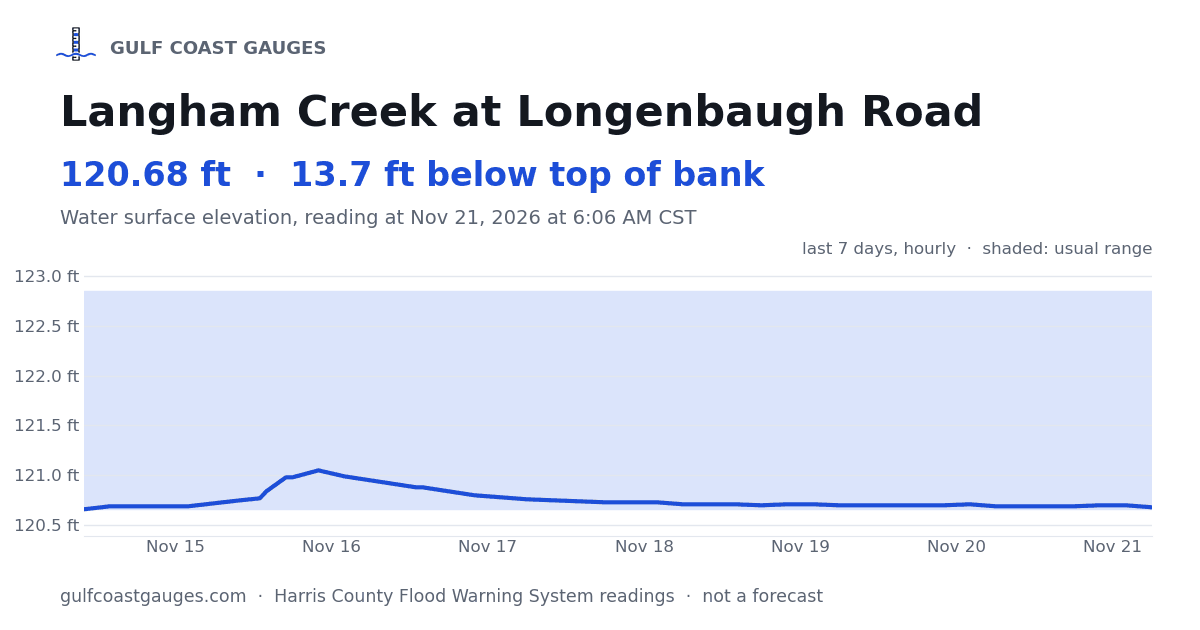 GULF COAST GAUGES
Langham Creek at Longenbaugh Road
120.68 ft · 13.7 ft below top of bank
Water surface elevation, reading at Nov 21, 2026 at 6:06 AM CST
last 7 days, hourly · shaded: usual range
123.0 ft
122.5 ft
122.0 ft
121.5 ft
121.0 ft
120.5 ft
Nov 15 Nov 16 Nov 17 Nov 18 Nov 19 Nov 20 Nov 21
gulfcoastgauges.com · Harris County Flood Warning System readings · not a forecast